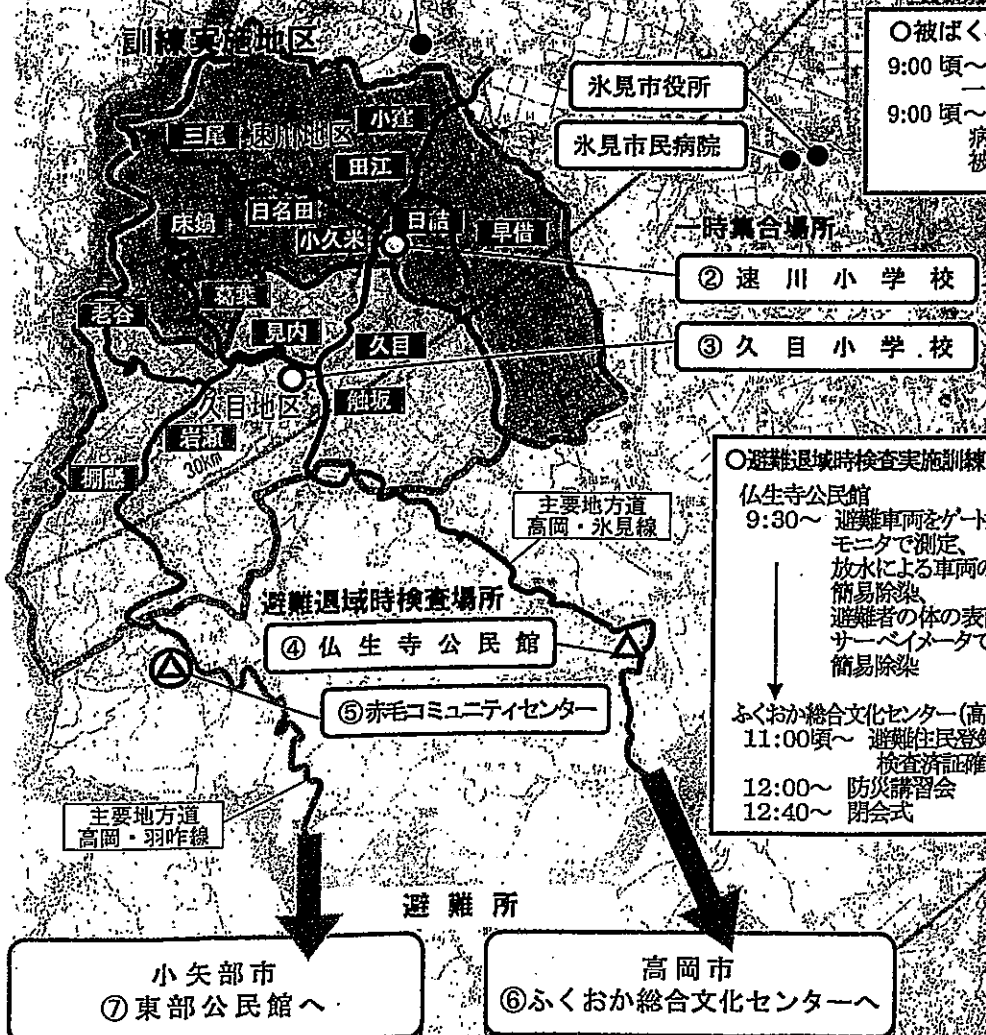 訓練実施地区
○被ばく
9:00 頃～
一
9:00 頃～
病
被
氷見市役所
氷見市民病院
三尾
速川地区
小窪
田江
床鍋
日名田
小久米
日詰
早借
一時集合場所
② 速川小学校
③ 久目小学校
老谷
葛葉
見内
久目
触坂
久目地区
岩瀬
30km
棚懸
主要地方道
高岡・氷見線
○避難退域時検査実施訓練
仏生寺公民館
9:30～ 避難車両をゲート
モニタで測定、
放水による車両の
簡易除染、
避難者の体の表面
サーベイメータで
簡易除染
ふくおか総合文化センター(高
11:00頃～ 避難住民登録
検査済証確
12:00～ 防災講習会
12:40～ 閉会式
避難退域時検査場所
④ 仏生寺公民館
⑤赤毛コミュニティセンター
主要地方道
高岡・羽咋線
避難所
小矢部市
⑦東部公民館へ
高岡市
⑥ふくおか総合文化センターへ